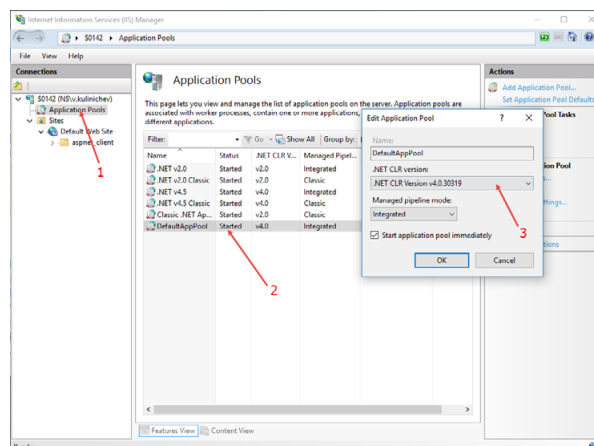 Internet Information Services (IIS) Manager
S0142 Application Pools
File View Help
Connections
S0142 (NS\v.kulinichev)
Application Pools
Sites
Default Web Site
aspnet_client
1
Application Pools
This page lets you view and manage the list of application pools on the server. Application pools are
associated with worker processes, contain one or more applications,
different applications.
Filter: Go Show All Group by:
Name Status .NET CLR V... Managed Pipel...
.NET v2.0 Started v2.0 Integrated
.NET v2.0 Classic Started v2.0 Classic
.NET v4.5 Started v4.0 Integrated
.NET v4.5 Classic Started v4.0 Classic
Classic .NET Ap... Started v2.0 Classic
DefaultAppPool Started v4.0 Integrated
2
Features View Content View
Edit Application Pool ? X
Name:
DefaultAppPool
.NET CLR version:
.NET CLR Version v4.0.30319
Managed pipeline mode:
Integrated
Start application pool immediately
3
OK Cancel
Actions
Add Application Pool...
Set Application Pool Defaults
Pool Tasks
ion Pool
ttings...
tions